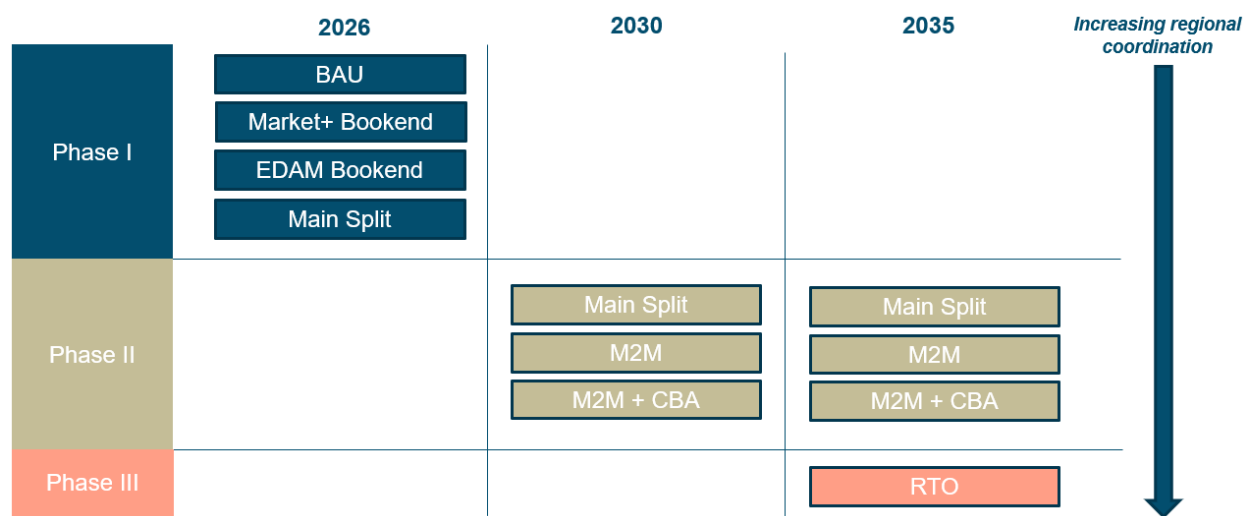 2026
2030
2035
Increasing regional
coordination
Phase I
BAU
Market+ Bookend
EDAM Bookend
Main Split
Phase II
Main Split
M2M
M2M + CBA
Main Split
M2M
M2M + CBA
Phase III
RTO